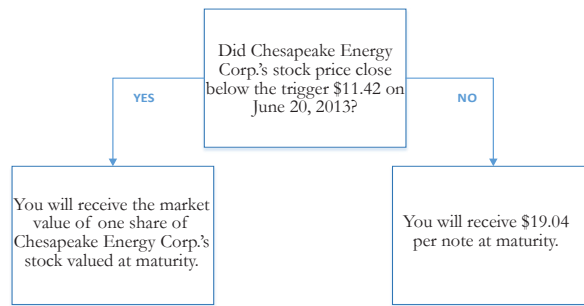 Did Chesapeake Energy
Corp.'s stock price close
below the trigger $11.42 on
June 20, 2013?
YES
NO
You will receive the market
value of one share of
Chesapeake Energy Corp.'s
stock valued at maturity.
You will receive $19.04
per note at maturity.